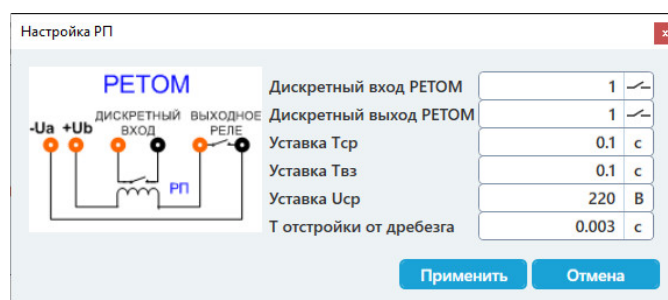 Настройка РП
x
РЕТОМ
-Ua +Ub ДИСКРЕТНЫЙ ВХОД ВЫХОДНОЕ РЕЛЕ
РП
Дискретный вход РЕТОМ 1
Дискретный выход РЕТОМ 1
Уставка Тср 0.1 с
Уставка Твз 0.1 с
Уставка Uср 220 В
Т отстройки от дребезга 0.003 с
Применить Отмена